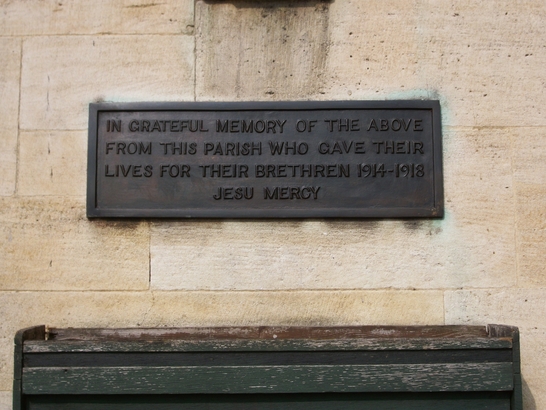 IN GRATEFUL MEMORY OF THE ABOVE
FROM THIS PARISH WHO GAVE THEIR
LIVES FOR THEIR BRETHREN 1914-1918
JESU MERCY